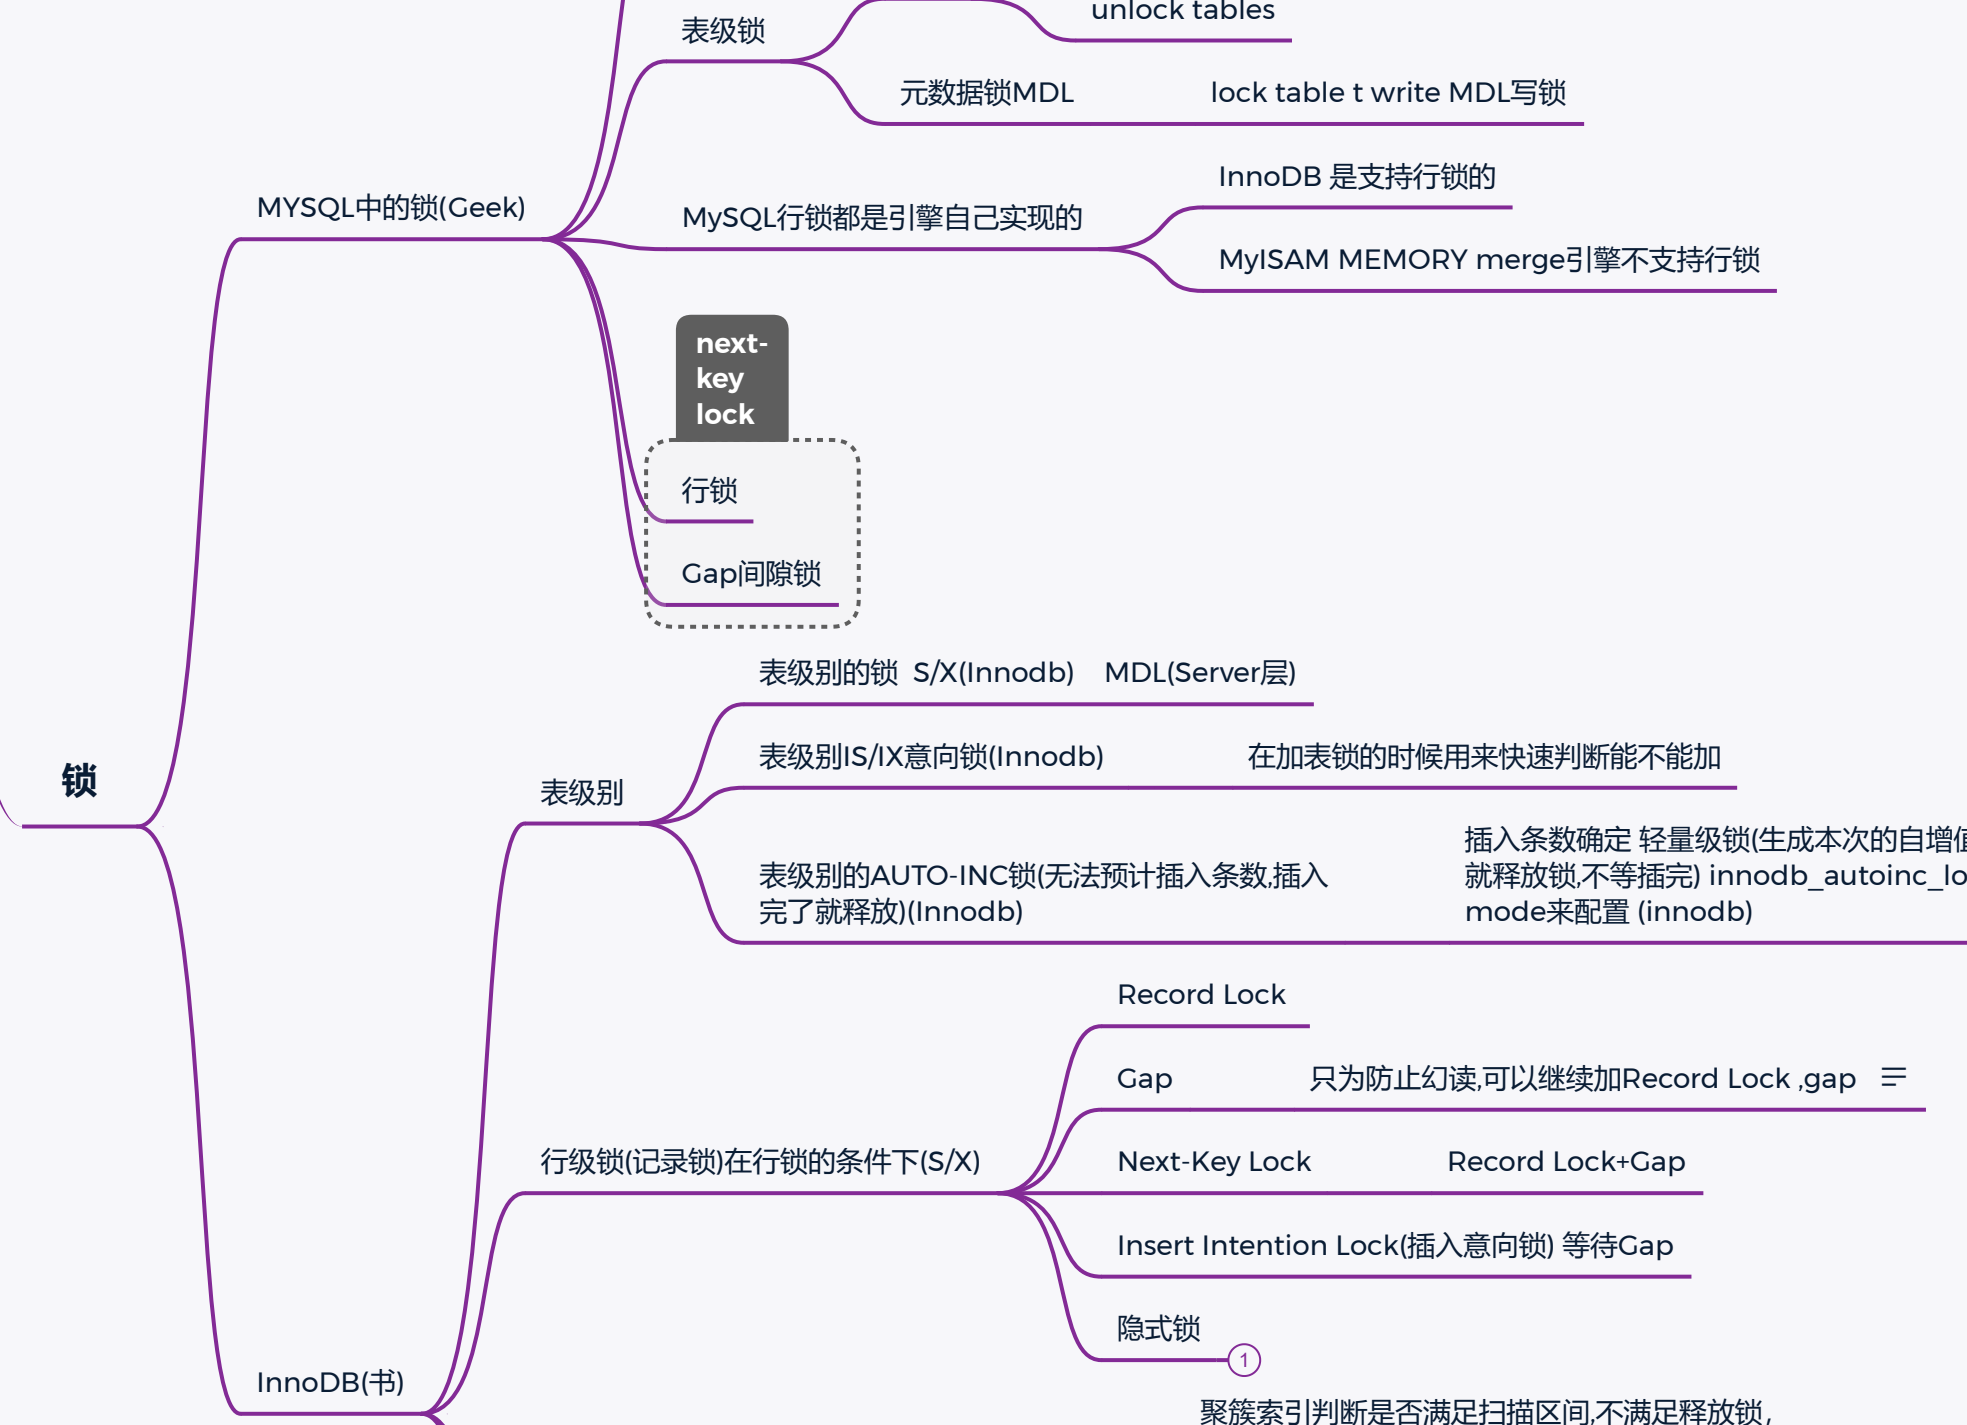 unlock tables
表级锁
元数据锁MDL
lock table t write MDL写锁
InnoDB 是支持行锁的
MYSQL中的锁(Geek)
MySQL行锁都是引擎自己实现的
MyISAM MEMORY merge引擎不支持行锁
next-
key
lock
行锁
Gap间隙锁
表级别的锁 S/X(Innodb) MDL(Server层)
表级别IS/IX意向锁(Innodb)
在加表锁的时候用来快速判断能不能加
锁
表级别
表级别的AUTO-INC锁(无法预计插入条数,插入
完了就释放)(Innodb)
插入条数确定 轻量级锁(生成本次的自增值
就释放锁,不等插完) innodb_autoinc_lo
mode来配置 (innodb)
Record Lock
Gap
只为防止幻读,可以继续加Record Lock ,gap
行级锁(记录锁)在行锁的条件下(S/X)
Next-Key Lock
Record Lock+Gap
Insert Intention Lock(插入意向锁) 等待Gap
隐式锁
1
InnoDB(书)
聚簇索引判断是否满足扫描区间,不满足释放锁,